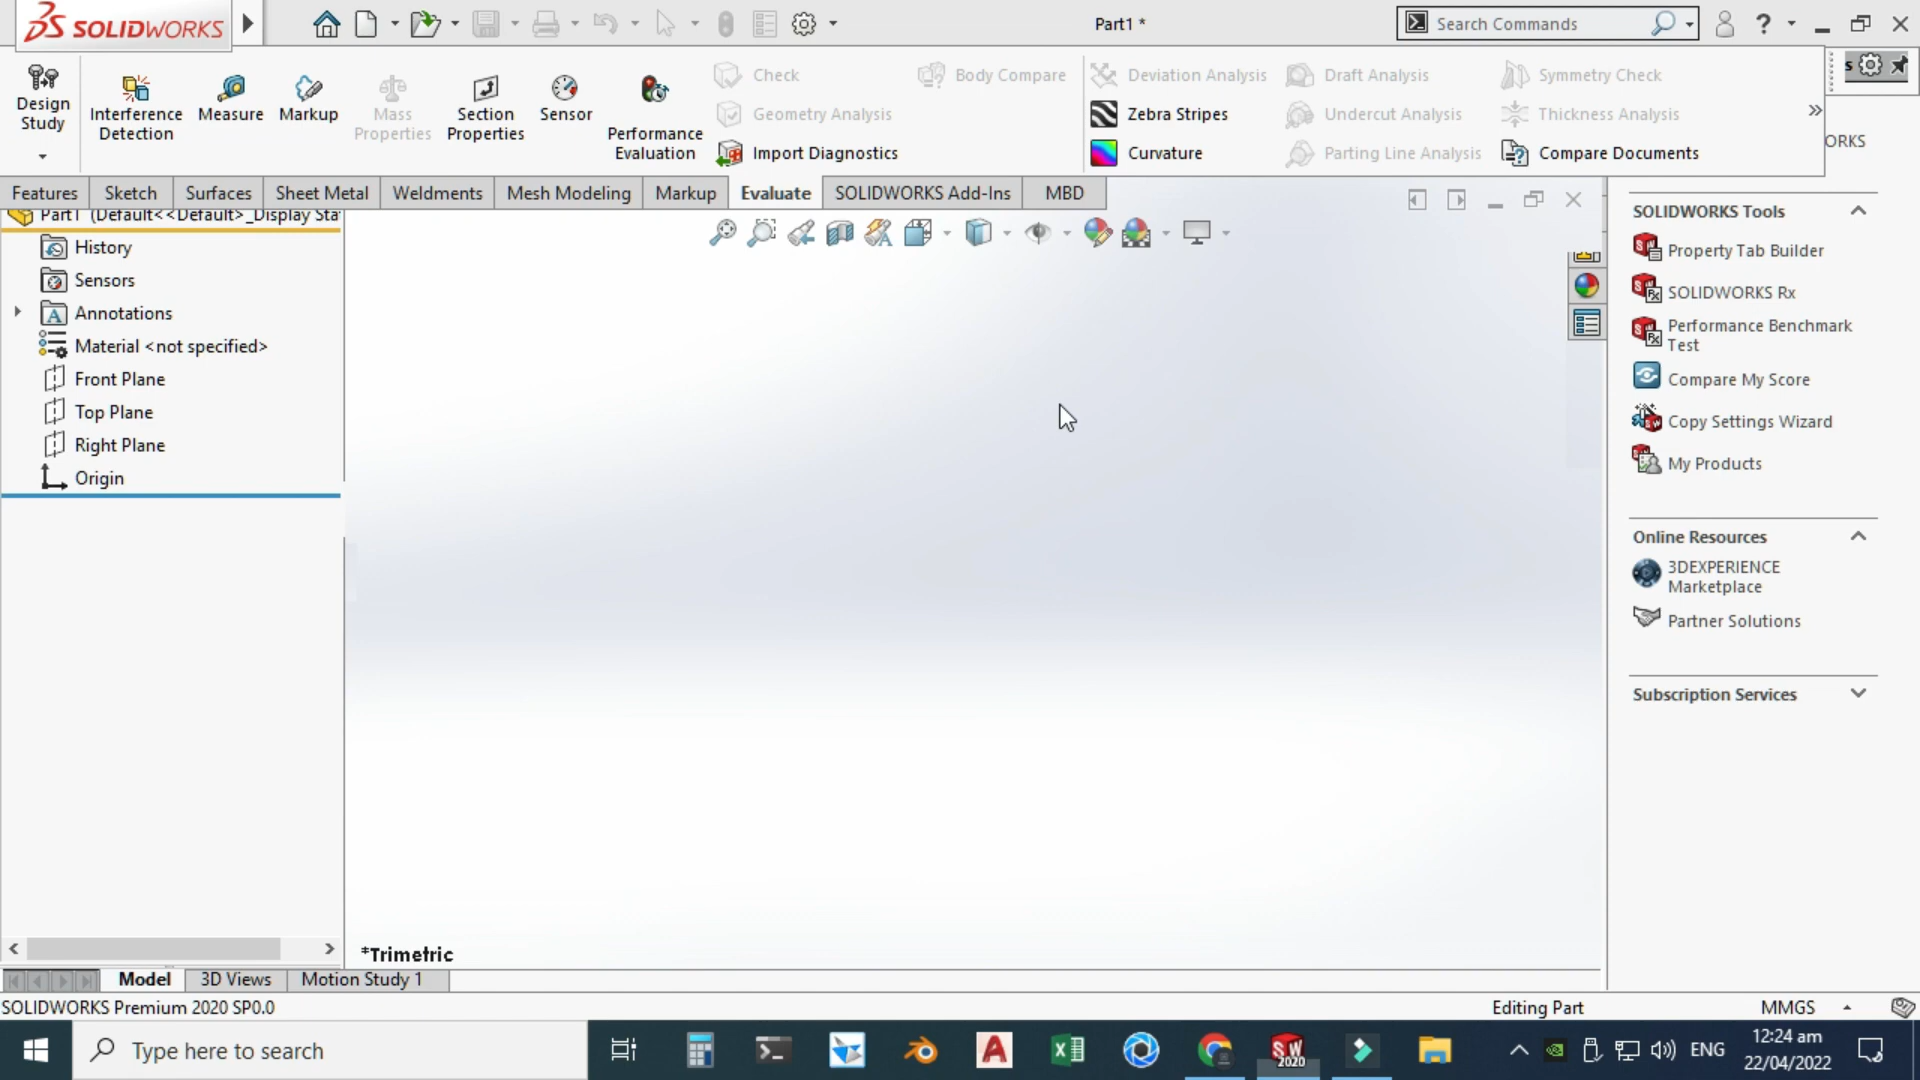 SOLIDWORKS
Part1 *
Search Commands
?
Design Study
Interference Detection
Measure
Markup
Mass Properties
Section Properties
Sensor
Performance Evaluation
Check
Geometry Analysis
Import Diagnostics
Body Compare
Deviation Analysis
Zebra Stripes
Curvature
Draft Analysis
Undercut Analysis
Parting Line Analysis
Symmetry Check
Thickness Analysis
Compare Documents
»
s
ORKS
Features
Sketch
Surfaces
Sheet Metal
Weldments
Mesh Modeling
Markup
Evaluate
SOLIDWORKS Add-Ins
MBD
Part1 (Default<<Default>_Display Sta
History
Sensors
Annotations
Material <not specified>
Front Plane
Top Plane
Right Plane
Origin
*Trimetric
SOLIDWORKS Tools
Property Tab Builder
SOLIDWORKS Rx
Performance Benchmark
Test
Compare My Score
Copy Settings Wizard
My Products
Online Resources
3DEXPERIENCE
Marketplace
Partner Solutions
Subscription Services
Model
3D Views
Motion Study 1
SOLIDWORKS Premium 2020 SP0.0
Editing Part
MMGS
Type here to search
SW 2020
ENG
12:24 am
22/04/2022